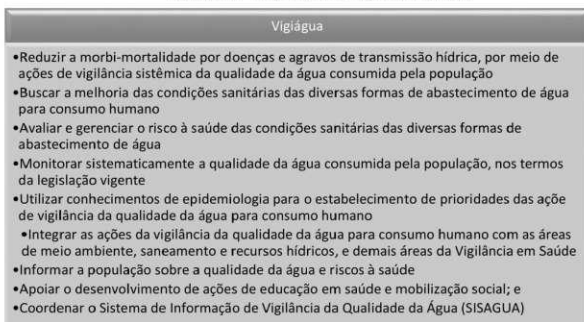 Vigiágua
•Reduzir a morbi-mortalidade por doenças e agravos de transmissão hídrica, por meio de
ações de vigilância sistêmica da qualidade da água consumida pela população
•Buscar a melhoria das condições sanitárias das diversas formas de abastecimento de água
para consumo humano
•Avaliar e gerenciar o risco à saúde das condições sanitárias das diversas formas de
abastecimento de água
•Monitorar sistematicamente a qualidade da água consumida pela população, nos termos
da legislação vigente
•Utilizar conhecimentos de epidemiologia para o estabelecimento de prioridades das açõe
de vigilância da qualidade da água para consumo humano
•Integrar as ações da vigilância da qualidade da água para consumo humano com as áreas
de meio ambiente, saneamento e recursos hídricos, e demais áreas da Vigilância em Saúde
•Informar a população sobre a qualidade da água e riscos à saúde
•Apoiar o desenvolvimento de ações de educação em saúde e mobilização social; e
•Coordenar o Sistema de Informação de Vigilância da Qualidade da Água (SISAGUA)